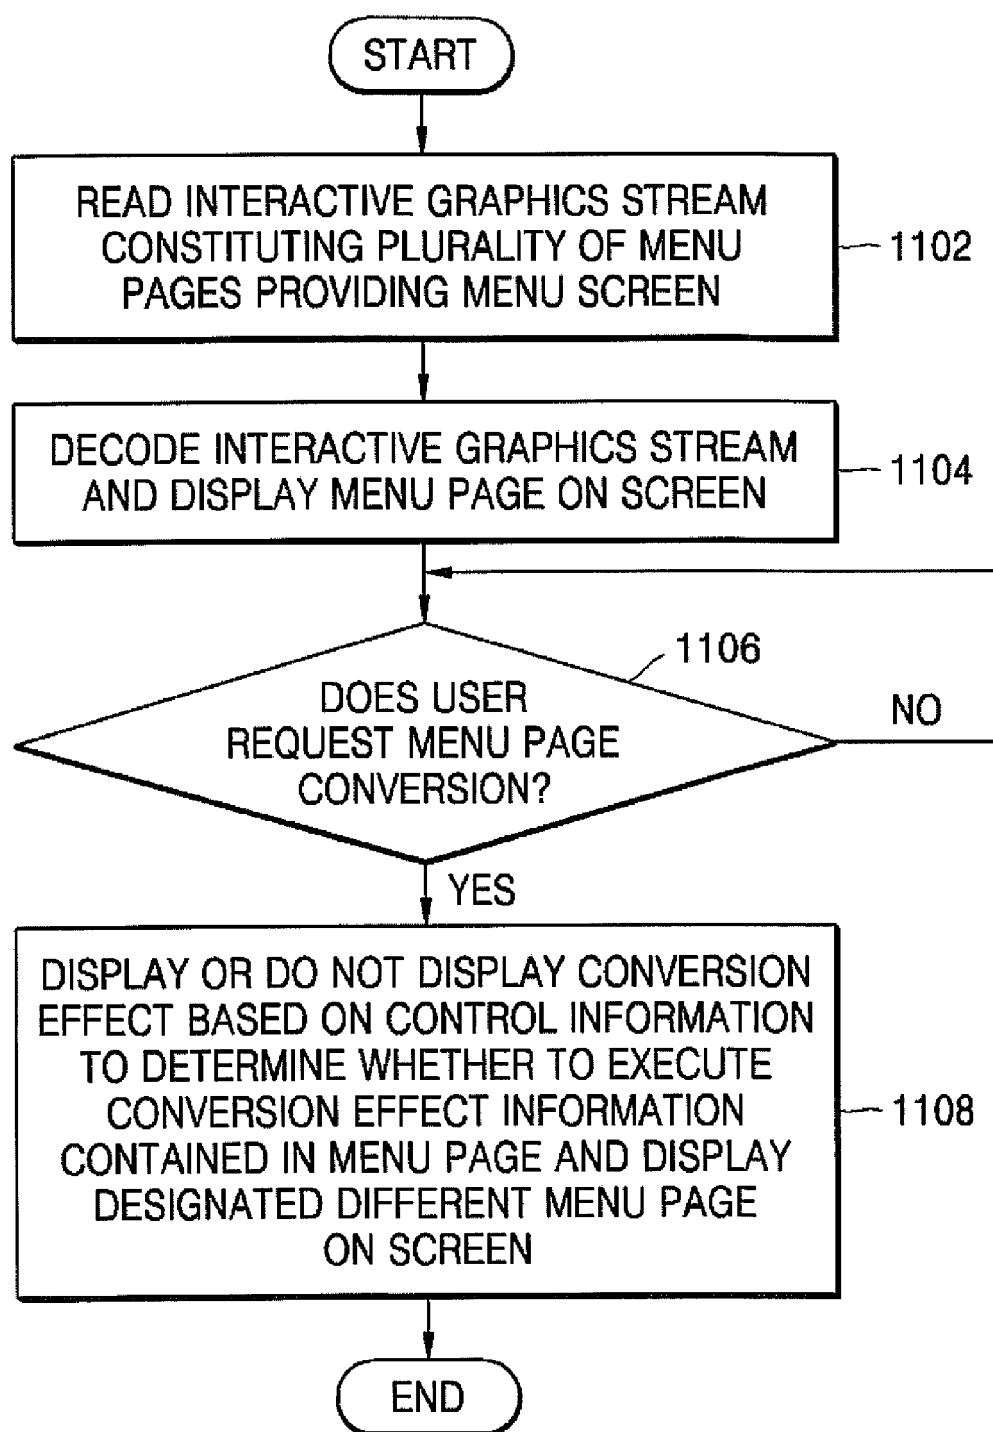 START
READ INTERACTIVE GRAPHICS STREAM
CONSTITUTING PLURALITY OF MENU
PAGES PROVIDING MENU SCREEN
1102
DECODE INTERACTIVE GRAPHICS STREAM
AND DISPLAY MENU PAGE ON SCREEN
1104
1106
DOES USER
REQUEST MENU PAGE
CONVERSION?
NO
YES
DISPLAY OR DO NOT DISPLAY CONVERSION
EFFECT BASED ON CONTROL INFORMATION
TO DETERMINE WHETHER TO EXECUTE
CONVERSION EFFECT INFORMATION
CONTAINED IN MENU PAGE AND DISPLAY
DESIGNATED DIFFERENT MENU PAGE
ON SCREEN
1108
END